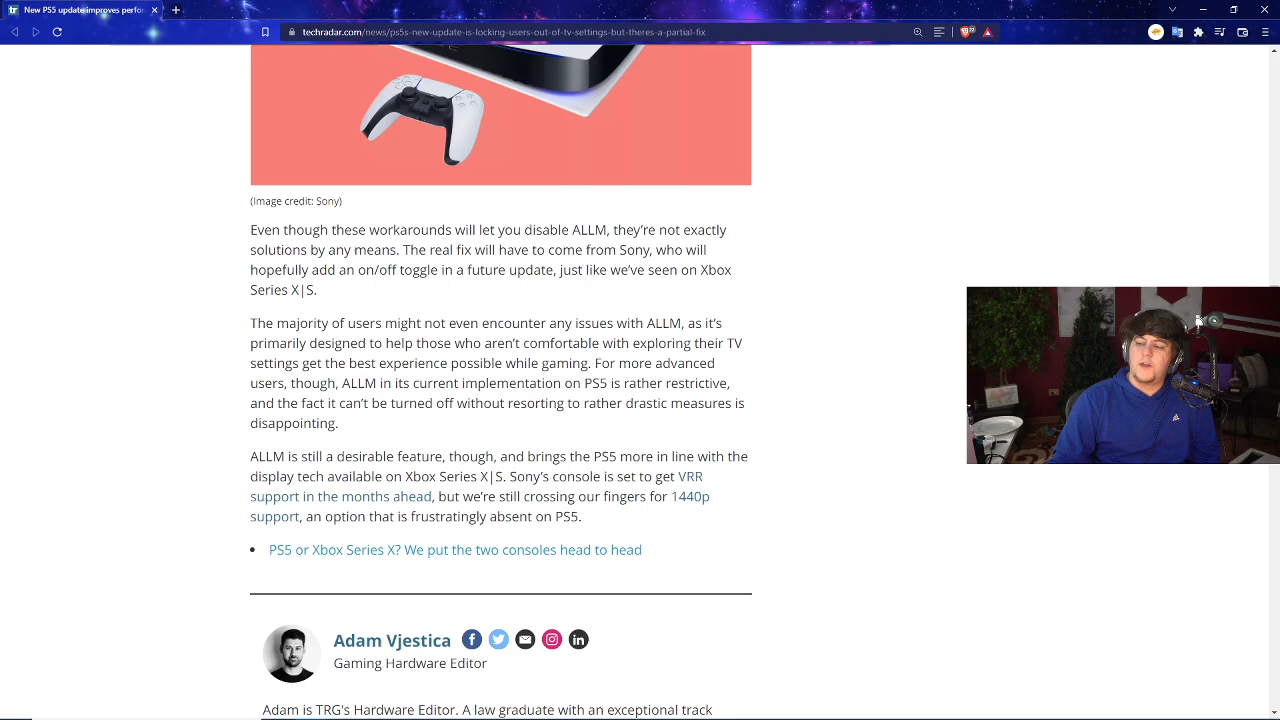 tr New PS5 update improves perfor
techradar.com/news/ps5s-new-update-is-locking-users-out-of-tv-settings-but-theres-a-partial-fix
(Image credit: Sony)
Even though these workarounds will let you disable ALLM, they're not exactly
solutions by any means. The real fix will have to come from Sony, who will
hopefully add an on/off toggle in a future update, just like we've seen on Xbox
Series X|S.
The majority of users might not even encounter any issues with ALLM, as it's
primarily designed to help those who aren't comfortable with exploring their TV
settings get the best experience possible while gaming. For more advanced
users, though, ALLM in its current implementation on PS5 is rather restrictive,
and the fact it can't be turned off without resorting to rather drastic measures is
disappointing.
ALLM is still a desirable feature, though, and brings the PS5 more in line with the
display tech available on Xbox Series X|S. Sony's console is set to get VRR
support in the months ahead, but we're still crossing our fingers for 1440p
support, an option that is frustratingly absent on PS5.
• PS5 or Xbox Series X? We put the two consoles head to head
Adam Vjestica
Gaming Hardware Editor
Adam is TRG's Hardware Editor. A law graduate with an exceptional track